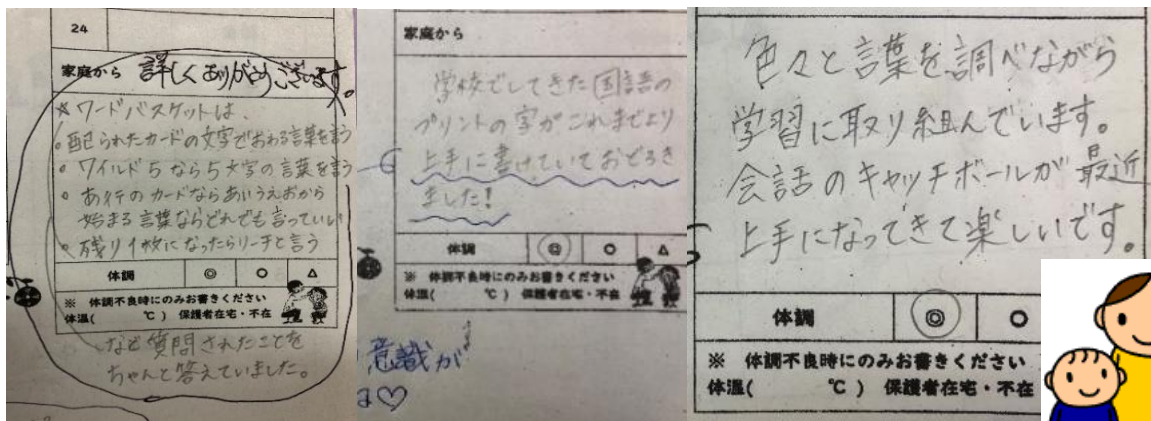 24
家庭から 詳しくありがとうございます。
☆ワードバスケットは、
○配られたカードの文字でおわる言葉を言う
○ワイルド5なら5文字の言葉を言う
○あ行のカードならあいうえおから
始まる言葉ならどれでも言っていい
○残り1枚になったらリーチと言う
体調 ◎ ○ △
※ 体調不良時にのみお書きください
体温( ℃) 保護者在宅・不在
など質問されたことを
ちゃんと答えていました。
家庭から
学校でしてきた国語の
プリントの字がこれまでより
上手に書けていておどろき
ました!
体調 ◎ ○ △
※ 体調不良時にのみお書きください
体温( ℃) 保護者在宅・不在
意識が
♡
色々と言葉を調べながら
学習に取り組んでいます。
会話のキャッチボールが最近
上手になってきて楽しいです。
体調 ◎ ○
※ 体調不良時にのみお書きください
体温( ℃) 保護者在宅・不在